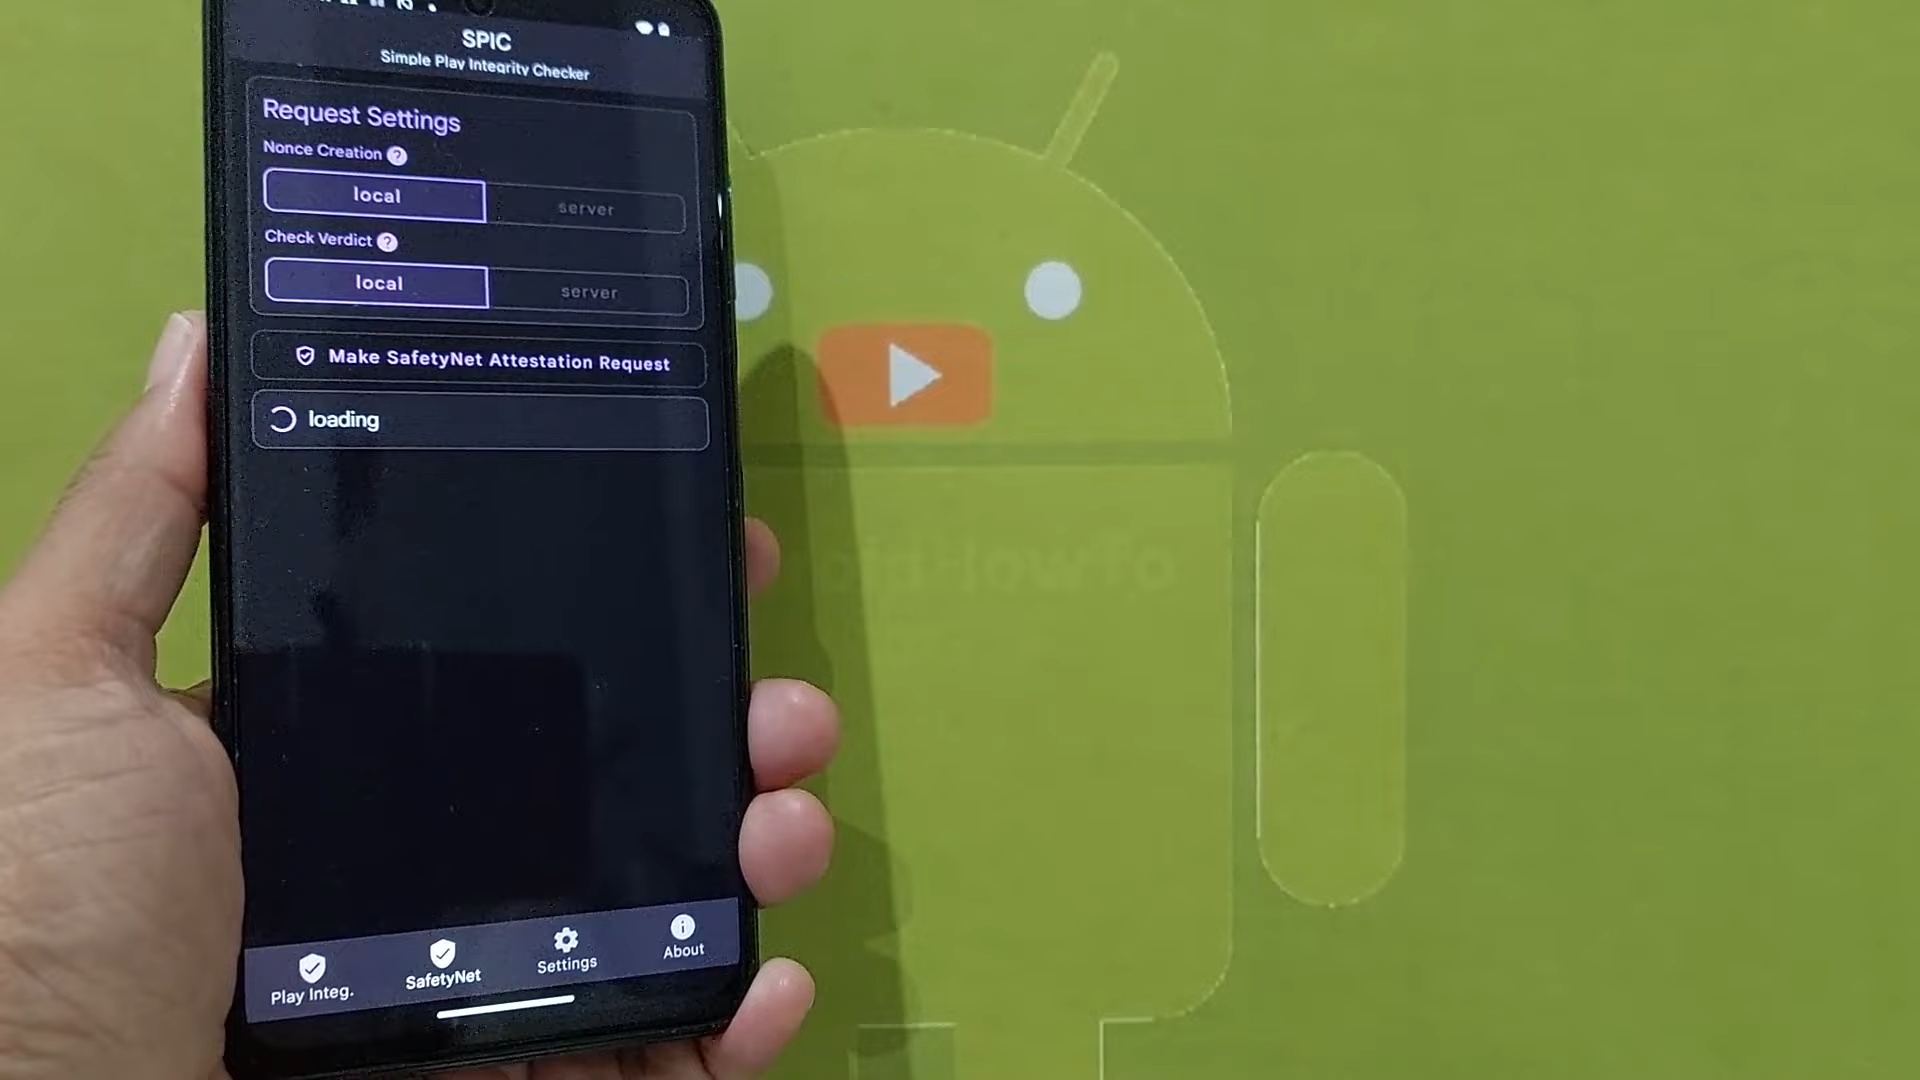 SPIC
Simple Play Integrity Checker
Request Settings
Nonce Creation ?
local
server
Check Verdict ?
local
server
Make SafetyNet Attestation Request
loading
Play Integ.
SafetyNet
Settings
About
HowTo